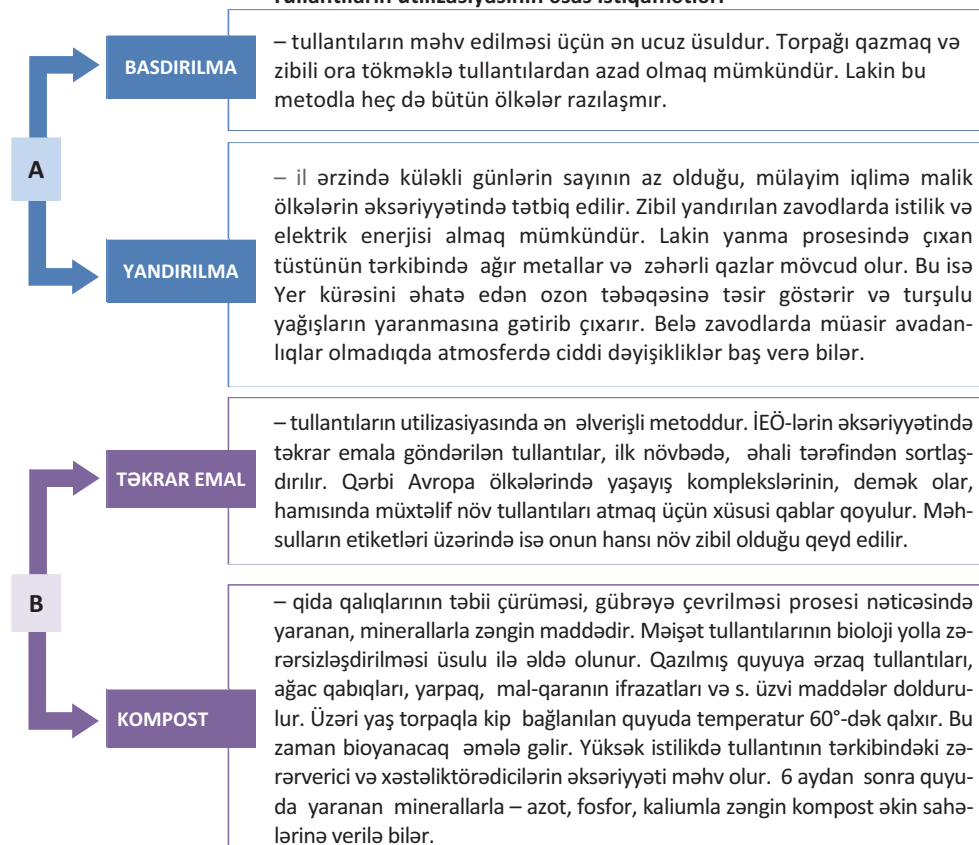 Tullantıların utilizasiyasının əsas istiqamətləri
A
BASDIRILMA
– tullantıların məhv edilməsi üçün ən ucuz üsuldur. Torpağı qazmaq və
zibili ora tökməklə tullantılardan azad olmaq mümkündür. Lakin bu
metodla heç də bütün ölkələr razılaşmır.
YANDIRILMA
– il ərzində küləkli günlərin sayının az olduğu, mülayim iqlimə malik
ölkələrin əksəriyyətində tətbiq edilir. Zibil yandırılan zavodlarda istilik və
elektrik enerjisi almaq mümkündür. Lakin yanma prosesində çıxan
tüstünün tərkibində ağır metallar və zəhərli qazlar mövcud olur. Bu isə
Yer kürəsini əhatə edən ozon təbəqəsinə təsir göstərir və turşulu
yağışların yaranmasına gətirib çıxarır. Belə zavodlarda müasir avadan-
lıqlar olmadıqda atmosferdə ciddi dəyişikliklər baş verə bilər.
B
TƏKRAR EMAL
– tullantıların utilizasiyasında ən əlverişli metoddur. İEÖ-lərin əksəriyyətində
təkrar emala göndərilən tullantılar, ilk növbədə, əhali tərəfindən sortlaş-
dırılır. Qərbi Avropa ölkələrində yaşayış komplekslərinin, demək olar,
hamısında müxtəlif növ tullantıları atmaq üçün xüsusi qablar qoyulur. Məh-
sulların etiketləri üzərində isə onun hansı növ zibil olduğu qeyd edilir.
KOMPOST
– qida qalıqlarının təbii çürüməsi, gübrəyə çevrilməsi prosesi nəticəsində
yaranan, minerallarla zəngin maddədir. Məişət tullantılarının bioloji yolla zə-
rərsizləşdirilməsi üsulu ilə əldə olunur. Qazılmış quyuya ərzaq tullantıları,
ağac qabıqları, yarpaq, mal-qaranın ifrazatları və s. üzvi maddələr dolduru-
lur. Üzəri yaş torpaqla kip bağlanılan quyuda temperatur 60°-dək qalxır. Bu
zaman bioyanacaq əmələ gəlir. Yüksək istilikdə tullantının tərkibindəki zə-
rərverici və xəstəliktörədicilərin əksəriyyəti məhv olur. 6 aydan sonra quyu-
da yaranan minerallarla – azot, fosfor, kaliumla zəngin kompost əkin sahə-
lərinə verilə bilər.